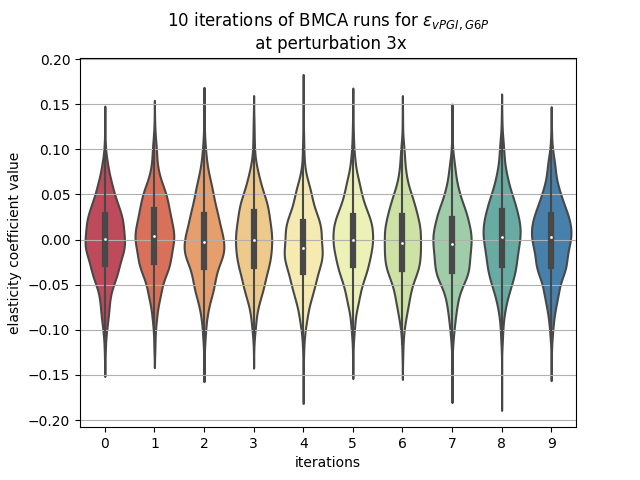 10 iterations of BMCA runs for ε_{vPGI, G6P}
at perturbation 3x
0.20
0.15
0.10
0.05
0.00
−0.05
−0.10
−0.15
−0.20
elasticity coefficient value
0 1 2 3 4 5 6 7 8 9
iterations